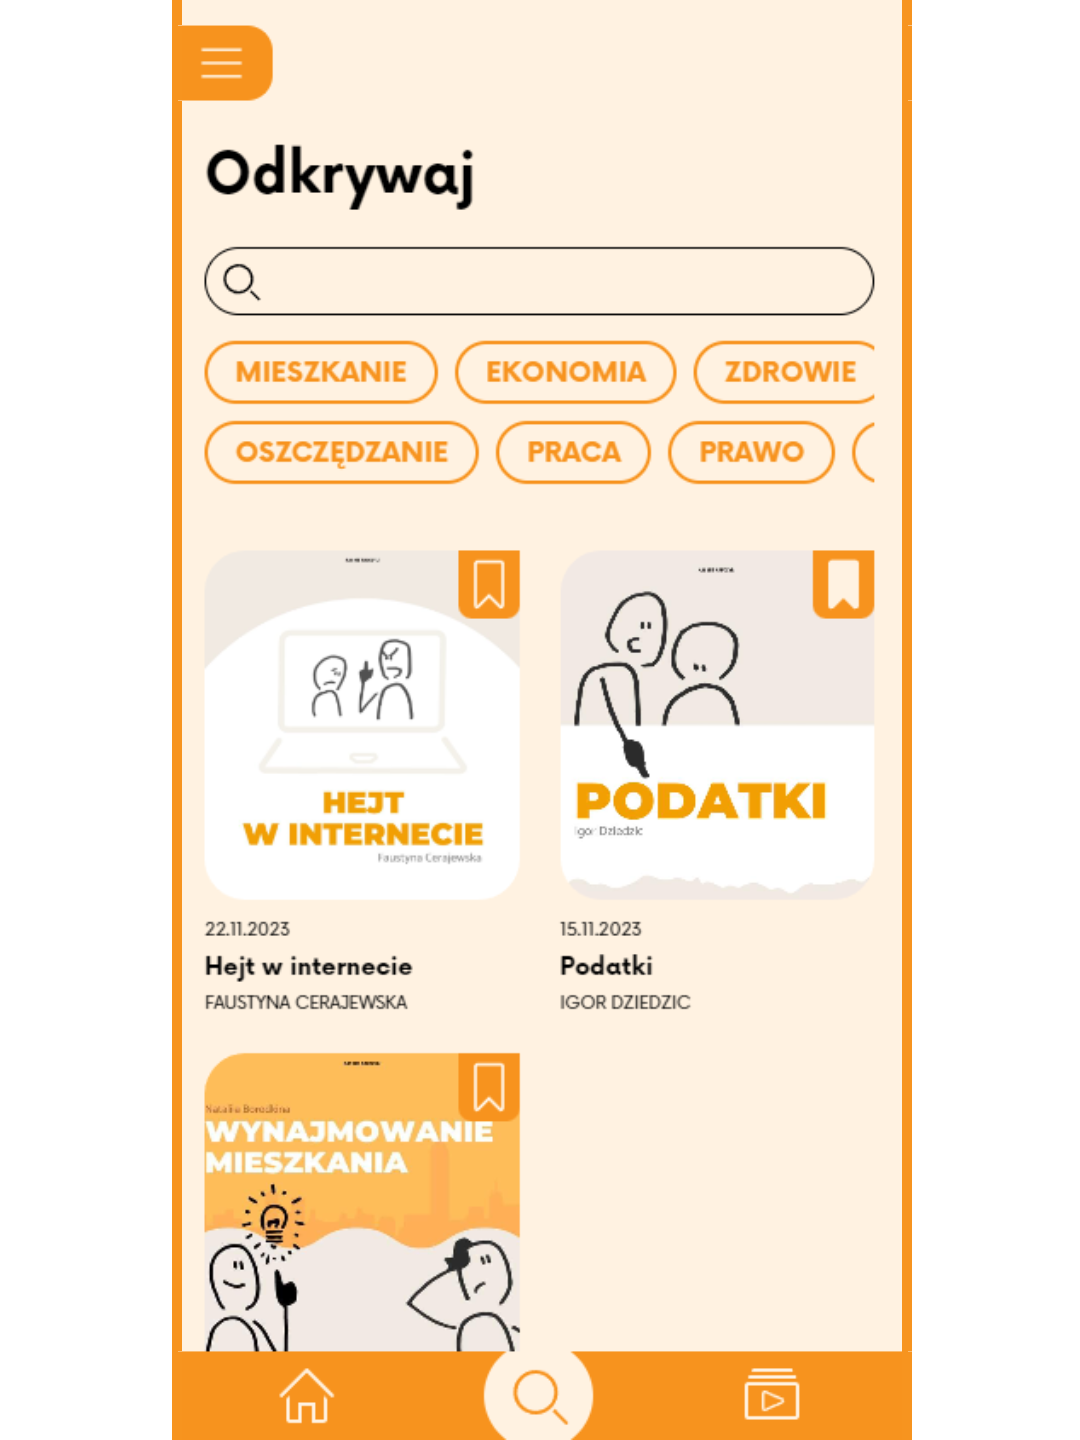 Odkrywaj
MIESZKANIE
EKONOMIA
ZDROWIE
OSZCZĘDZANIE
PRACA
PRAWO
HEJT
W INTERNECIE
Faustyna Cerajewska
PODATKI
Igor Dziedzic
22.11.2023
15.11.2023
Hejt w internecie
Podatki
FAUSTYNA CERAJEWSKA
IGOR DZIEDZIC
Natalia Borodkina
WYNAJMOWANIE
MIESZKANIA